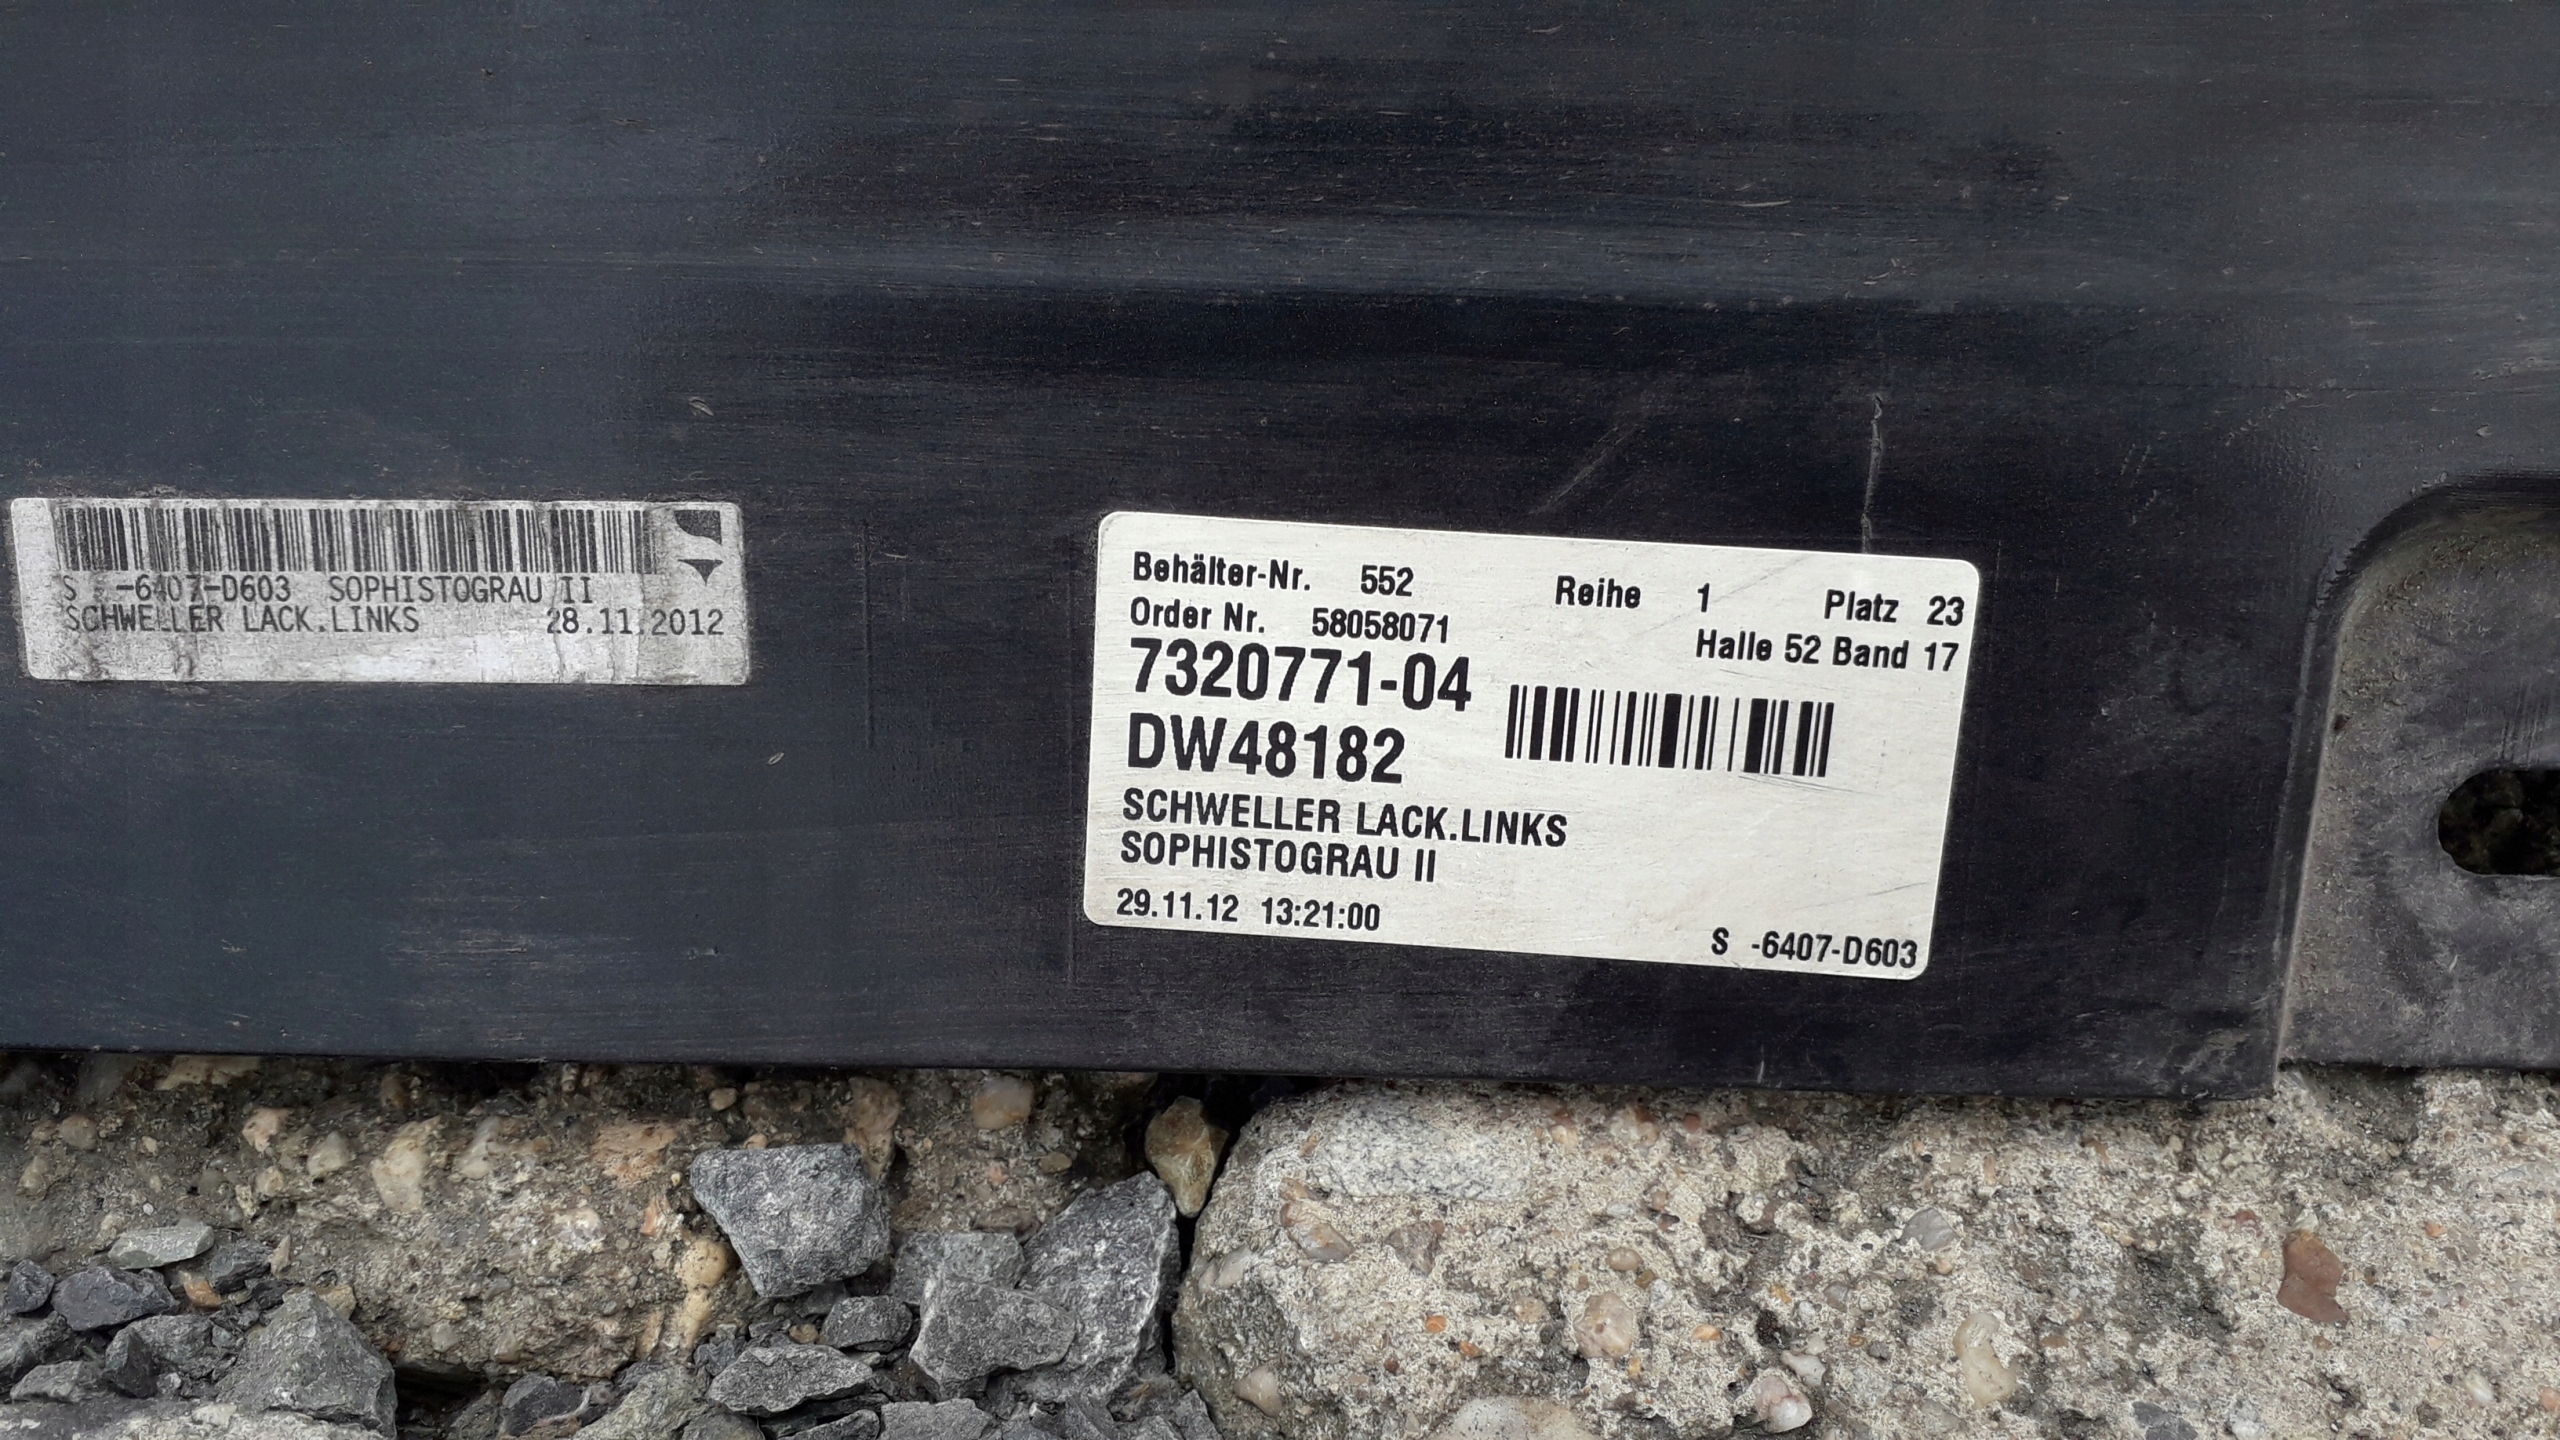 S -6407-D603 SOPHISTOGRAU II
SCHWELLER LACK.LINKS 28.11.2012
Behälter-Nr. 552 Reihe 1 Platz 23
Order Nr. 58058071 Halle 52 Band 17
7320771-04
DW48182
SCHWELLER LACK.LINKS
SOPHISTOGRAU II
29.11.12 13:21:00
S -6407-D603